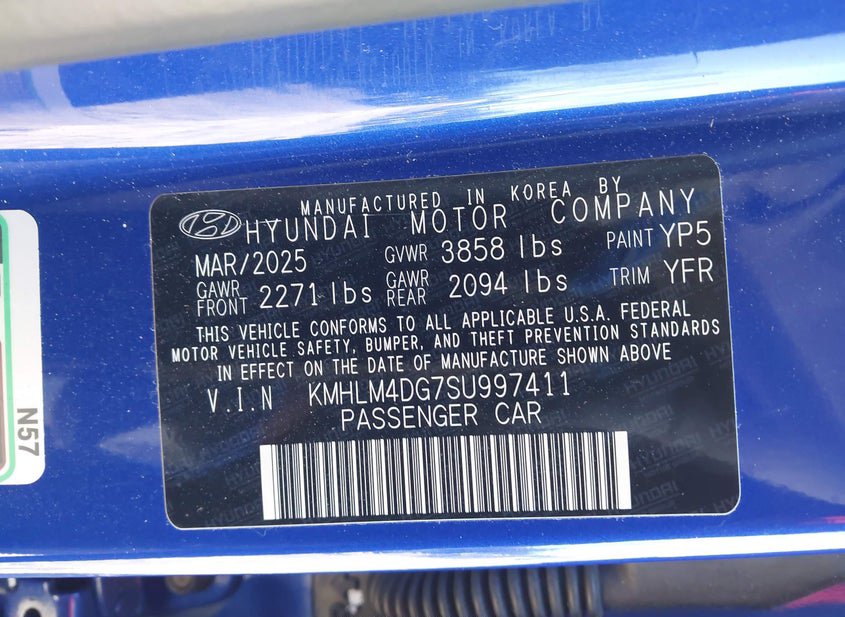 MANUFACTURED IN KOREA BY
HYUNDAI MOTOR COMPANY
MAR/2025 GVWR 3858 lbs PAINT YP5
GAWR FRONT 2271 lbs GAWR REAR 2094 lbs TRIM YFR
THIS VEHICLE CONFORMS TO ALL APPLICABLE U.S.A. FEDERAL
MOTOR VEHICLE SAFETY, BUMPER, AND THEFT PREVENTION STANDARDS
IN EFFECT ON THE DATE OF MANUFACTURE SHOWN ABOVE
V.I.N KMHLM4DG7SU997411
PASSENGER CAR
N57